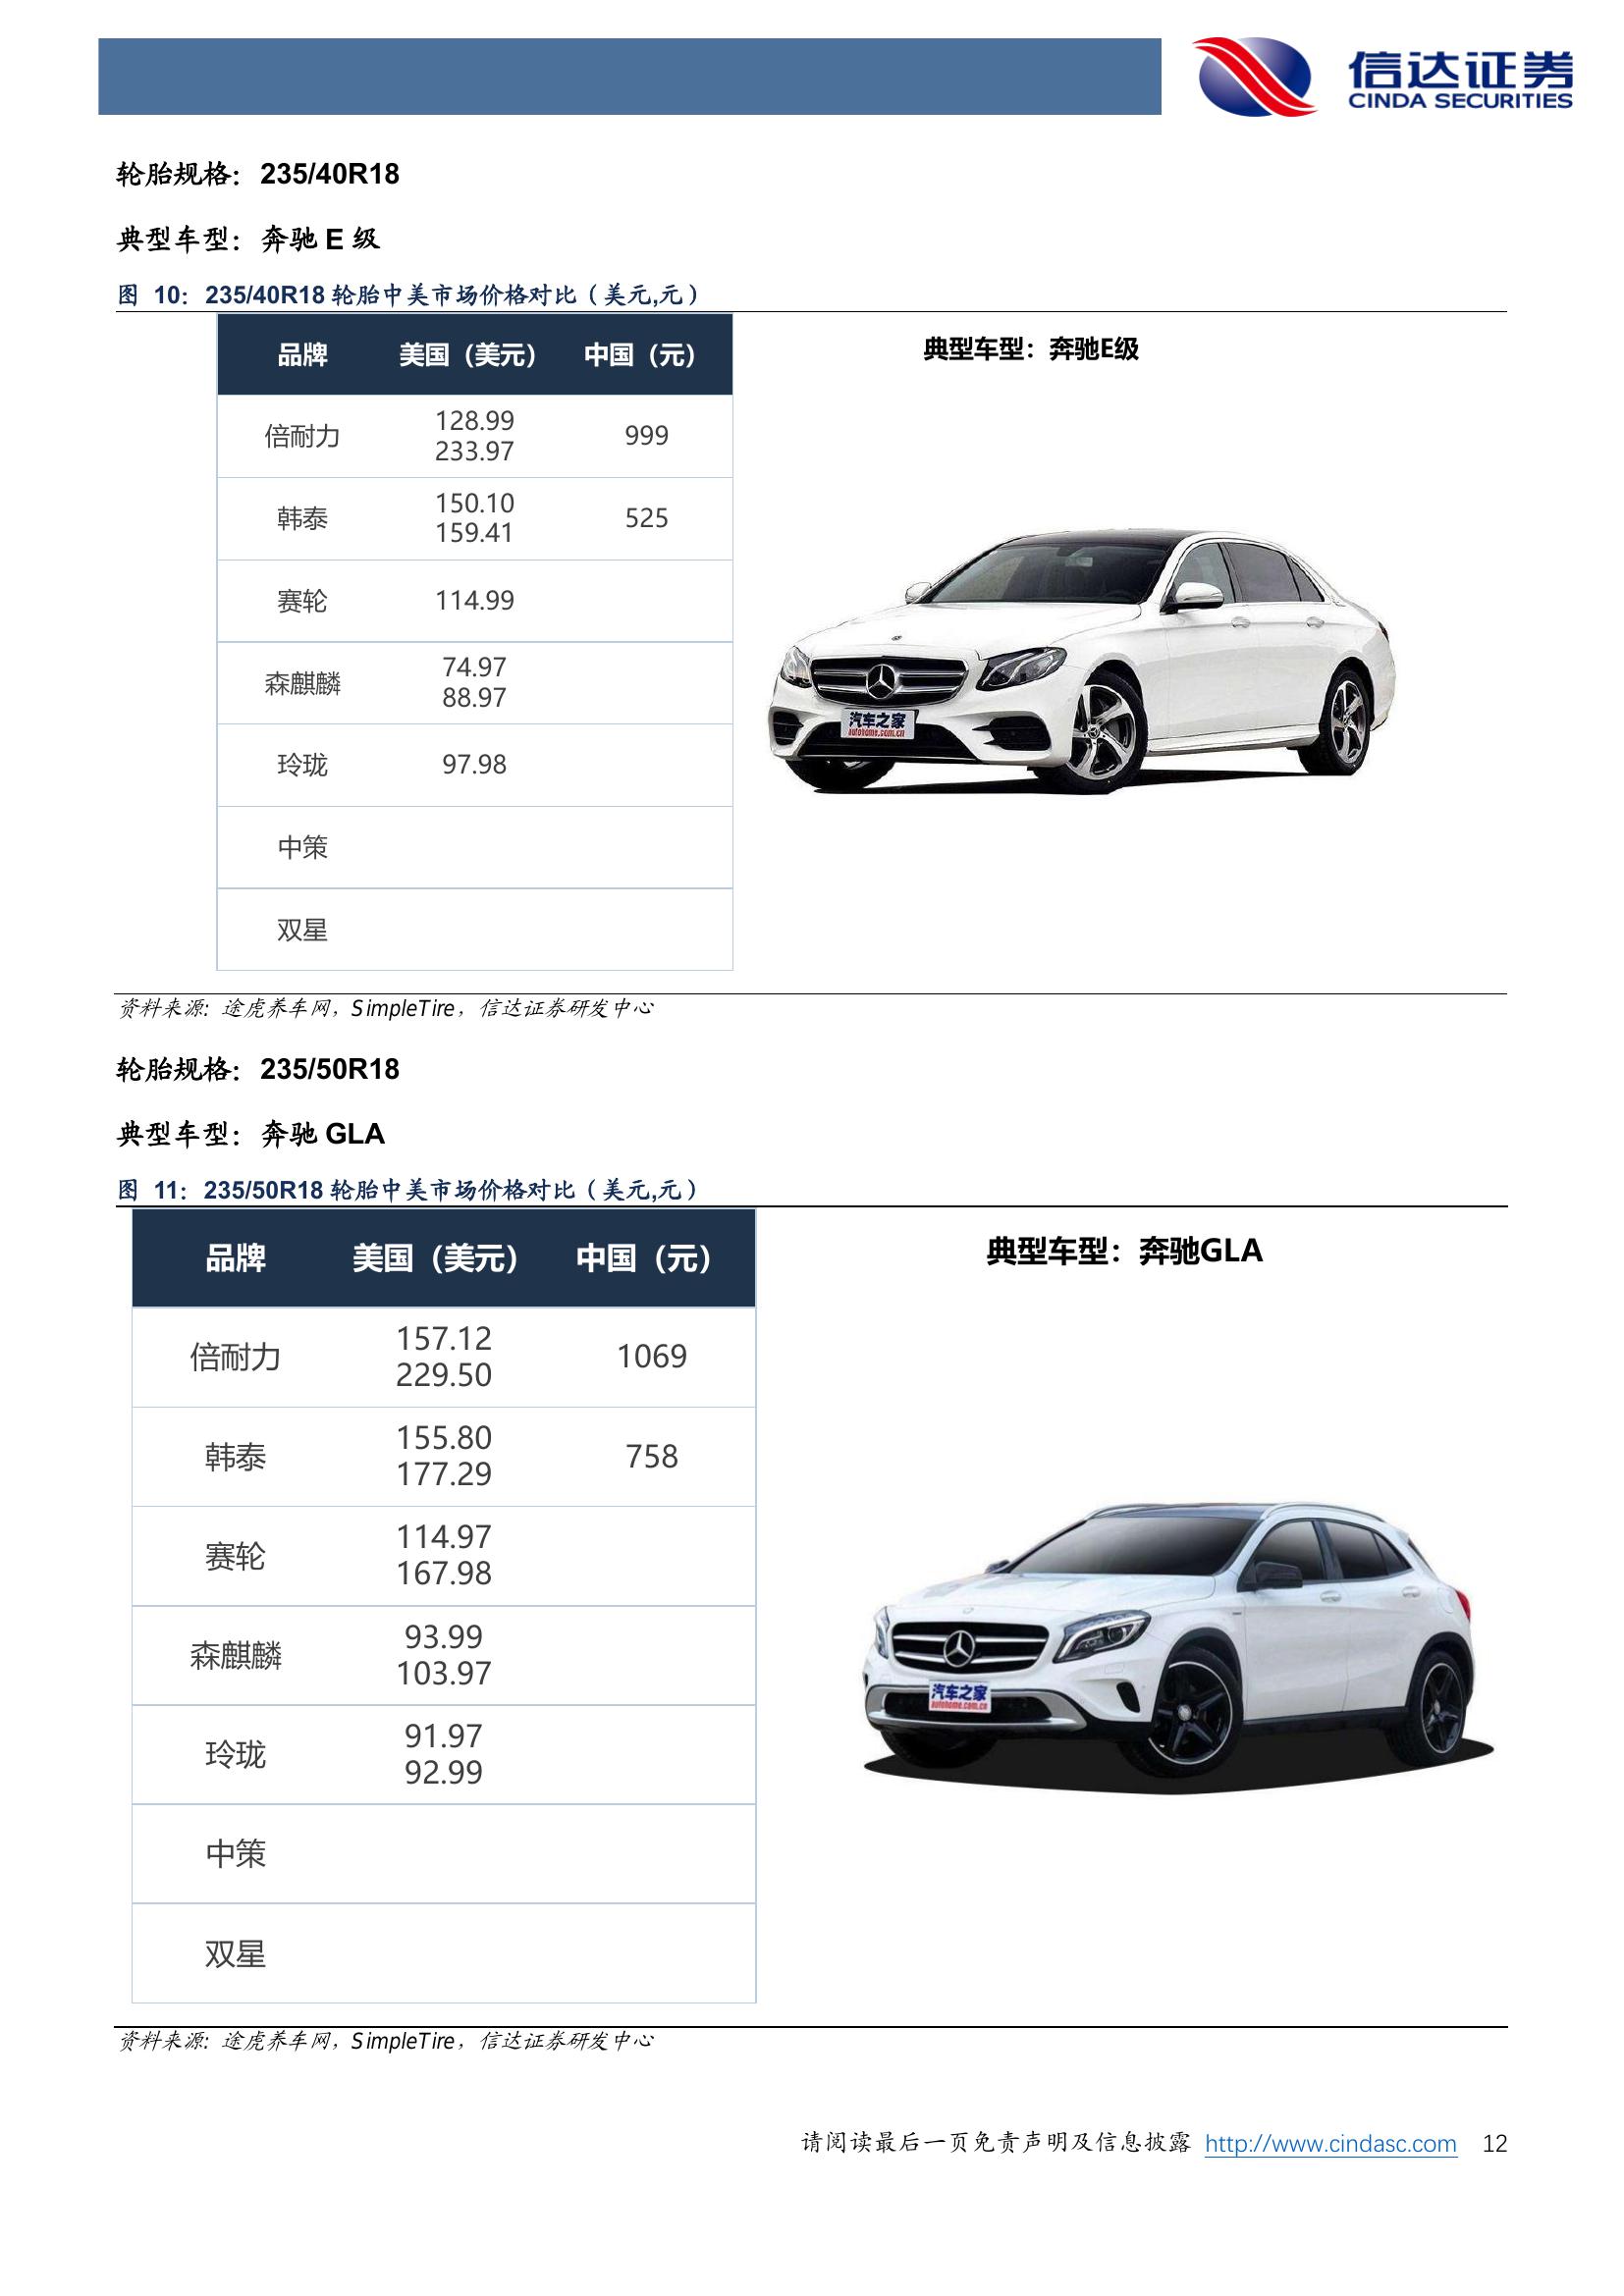 信达证券
CINDA SECURITIES
轮胎规格：235/40R18
典型车型：奔驰 E 级
图 10：235/40R18 轮胎中美市场价格对比（美元,元）
品牌 美国（美元） 中国（元）
倍耐力 128.99 233.97 999
韩泰 150.10 159.41 525
赛轮 114.99
森麒麟 74.97 88.97
玲珑 97.98
中策
双星
典型车型：奔驰E级
汽车之家
autohome.com.cn
资料来源：途虎养车网，SimpleTire，信达证券研发中心
轮胎规格：235/50R18
典型车型：奔驰 GLA
图 11：235/50R18 轮胎中美市场价格对比（美元,元）
品牌 美国（美元） 中国（元）
倍耐力 157.12 229.50 1069
韩泰 155.80 177.29 758
赛轮 114.97 167.98
森麒麟 93.99 103.97
玲珑 91.97 92.99
中策
双星
典型车型：奔驰GLA
汽车之家
autohome.com.cn
资料来源：途虎养车网，SimpleTire，信达证券研发中心
请阅读最后一页免责声明及信息披露 http://www.cindasc.com 12